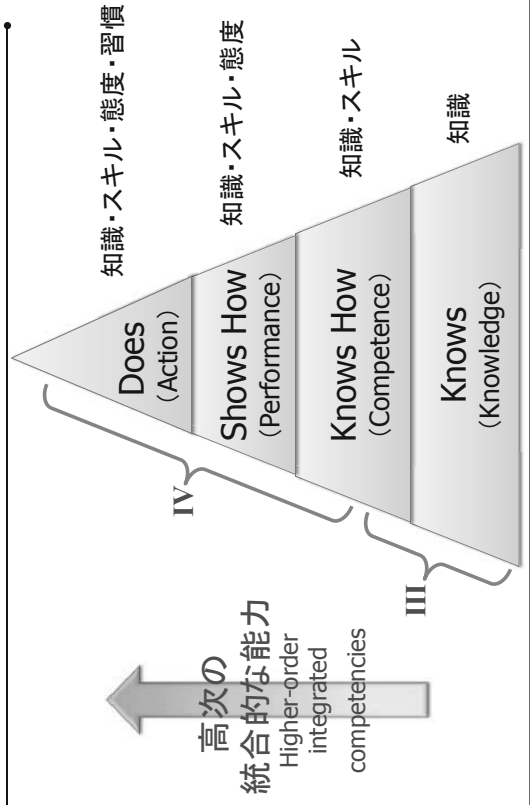 知識・スキル・態度・習慣
知識・スキル・態度
知識・スキル
知識
Does
(Action)
Shows How
(Performance)
Knows How
(Competence)
Knows
(Knowledge)
IV
III
高次の
統合的な能力
Higher-order
integrated
competencies